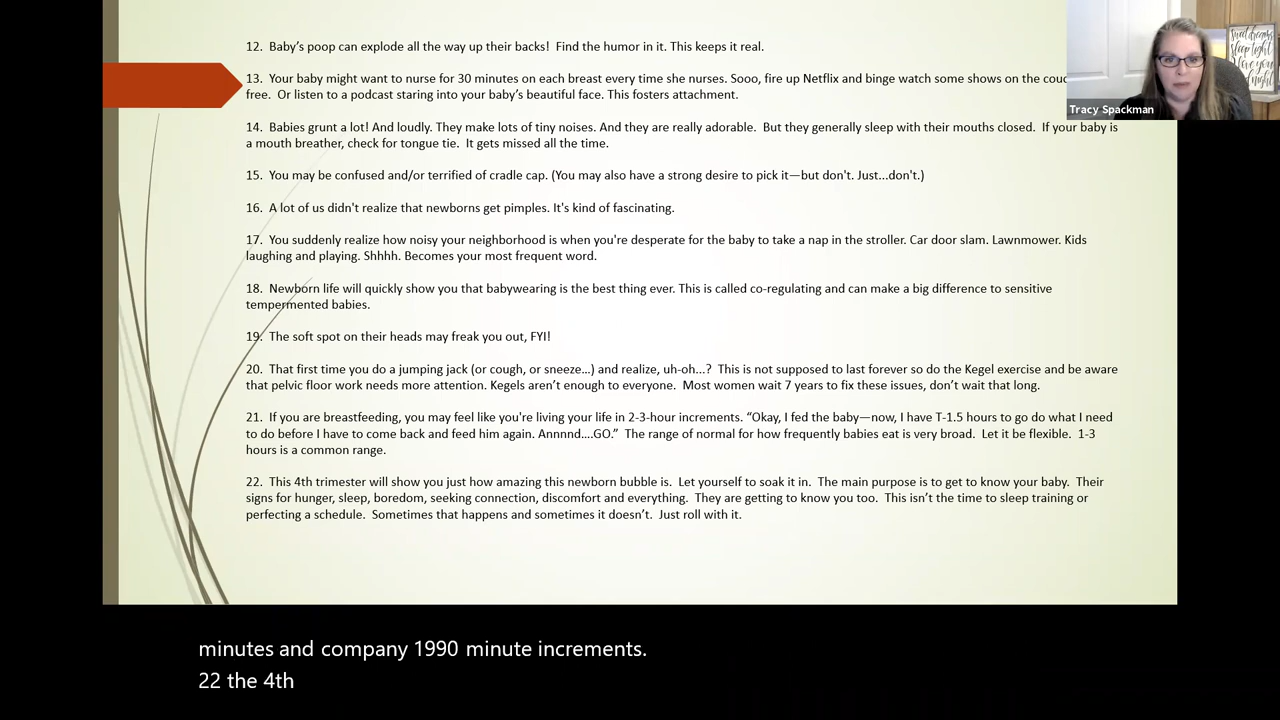 12.  Baby’s poop can explode all the way up their backs!  Find the humor in it. This keeps it real.
13.  Your baby might want to nurse for 30 minutes on each breast every time she nurses. Sooo, fire up Netflix and binge watch some shows on the
free.  Or listen to a podcast staring into your baby’s beautiful face. This fosters attachment.
14.  Babies grunt a lot! And loudly. They make lots of tiny noises. And they are really adorable.  But they generally sleep with their mouths closed.  If your baby is
a mouth breather, check for tongue tie.  It gets missed all the time.
15.  You may be confused and/or terrified of cradle cap. (You may also have a strong desire to pick it—but don't. Just...don't.)
16.  A lot of us didn't realize that newborns get pimples. It's kind of fascinating.
17.  You suddenly realize how noisy your neighborhood is when you're desperate for the baby to take a nap in the stroller. Car door slam. Lawnmower. Kids
laughing and playing. Shhhh. Becomes your most frequent word.
18.  Newborn life will quickly show you that babywearing is the best thing ever. This is called co-regulating and can make a big difference to sensitive
tempermented babies.
19.  The soft spot on their heads may freak you out, FYI!
20.  That first time you do a jumping jack (or cough, or sneeze…) and realize, uh-oh...?  This is not supposed to last forever so do the Kegel exercise and be aware
that pelvic floor work needs more attention. Kegels aren’t enough to everyone.  Most women wait 7 years to fix these issues, don’t wait that long.
21.  If you are breastfeeding, you may feel like you're living your life in 2-3-hour increments. “Okay, I fed the baby—now, I have T-1.5 hours to go do what I need
to do before I have to come back and feed him again. Annnnd….GO.”  The range of normal for how frequently babies eat is very broad.  Let it be flexible.  1-3
hours is a common range.
22.  This 4th trimester will show you just how amazing this newborn bubble is.  Let yourself to soak it in.  The main purpose is to get to know your baby.  Their
signs for hunger, sleep, boredom, seeking connection, discomfort and everything.  They are getting to know you too.  This isn’t the time to sleep training or
perfecting a schedule.  Sometimes that happens and sometimes it doesn’t.  Just roll with it.
Tracy Spackman
sweet dreams
sleep tight
love you
minutes and company 1990 minute increments.
22 the 4th